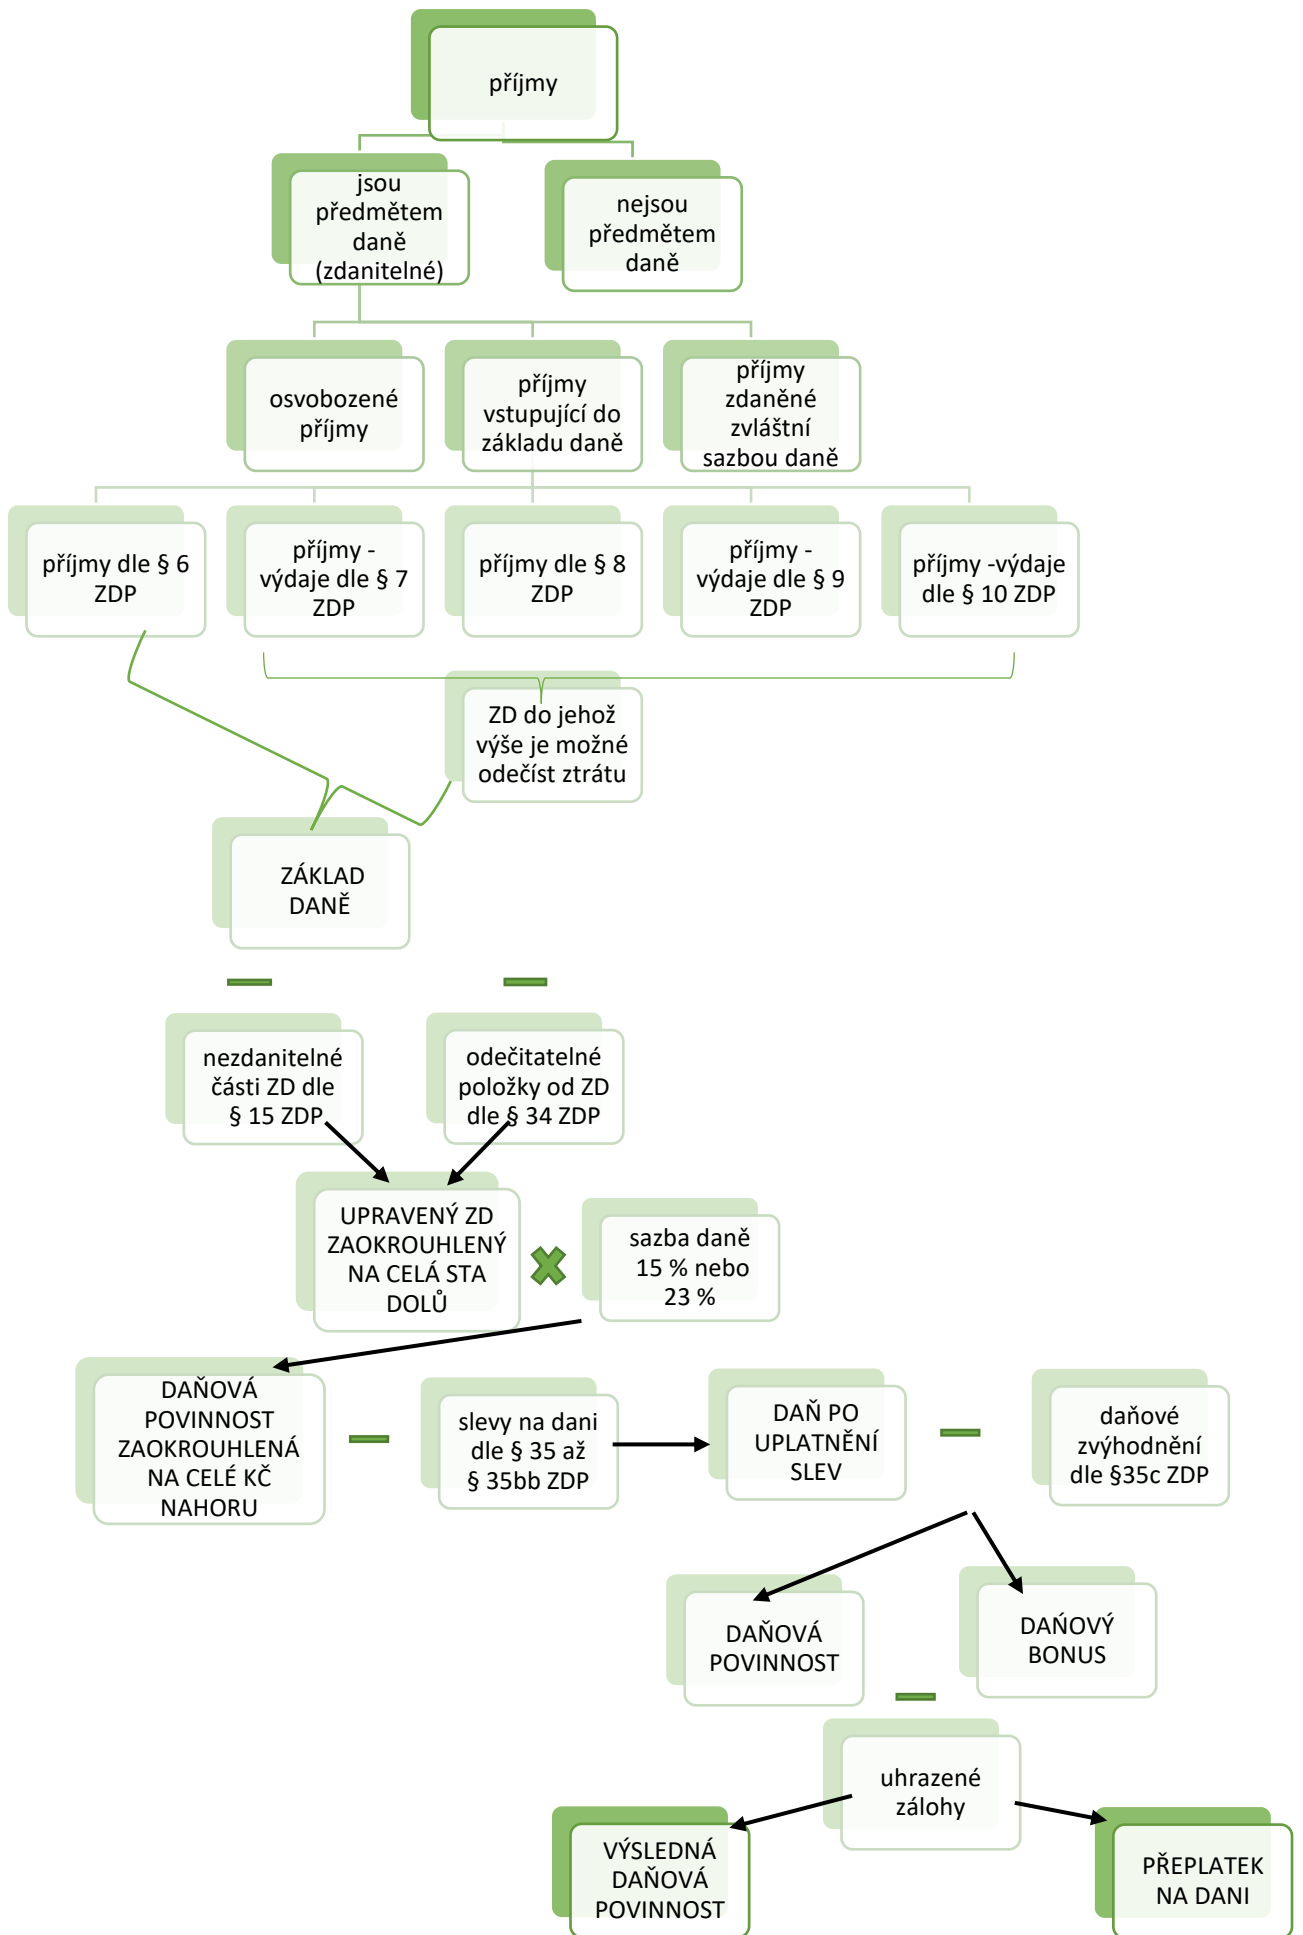 příjmy
jsou
předmětem
daně
(zdanitelné)
nejsou
předmětem
daně
osvobozené
příjmy
příjmy
vstupující do
základu daně
příjmy
zdaněné
zvláštní
sazbou daně
příjmy dle § 6
ZDP
příjmy -
výdaje dle § 7
ZDP
příjmy dle § 8
ZDP
příjmy -
výdaje dle § 9
ZDP
příjmy -výdaje
dle § 10 ZDP
ZD do jehož
výše je možné
odečíst ztrátu
ZÁKLAD
DANĚ
nezdanitelné
části ZD dle
§ 15 ZDP
odečitatelné
položky od ZD
dle § 34 ZDP
UPRAVENÝ ZD
ZAOKROUHLENÝ
NA CELÁ STA
DOLŮ
sazba daně
15 % nebo
23 %
DAŇOVÁ
POVINNOST
ZAOKROUHLENÁ
NA CELÉ KČ
NAHORU
slevy na dani
dle § 35 až
§ 35bb ZDP
DAŇ PO
UPLATNĚNÍ
SLEV
daňové
zvýhodnění
dle §35c ZDP
DAŇOVÁ
POVINNOST
DAŃOVÝ
BONUS
uhrazené
zálohy
VÝSLEDNÁ
DAŇOVÁ
POVINNOST
PŘEPLATEK
NA DANI